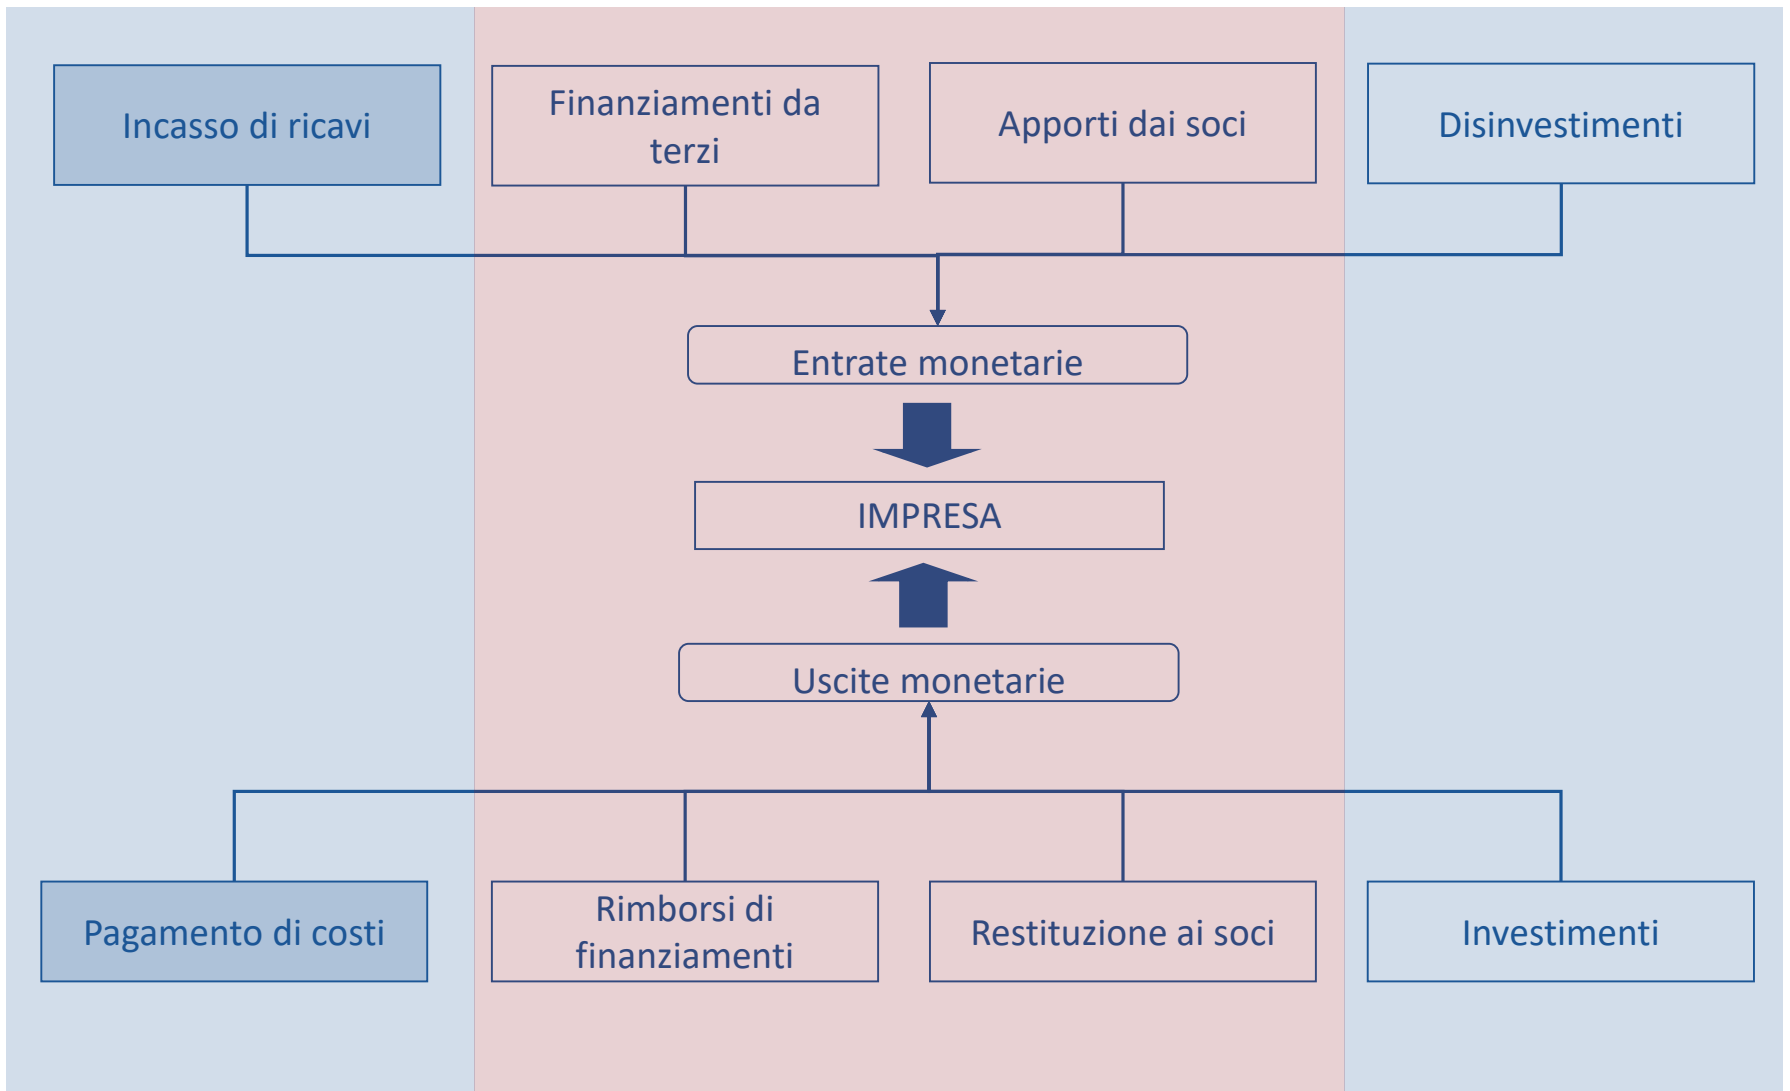 Incasso di ricavi
Finanziamenti da
terzi
Apporti dai soci
Disinvestimenti
Entrate monetarie
IMPRESA
Uscite monetarie
Pagamento di costi
Rimborsi di
finanziamenti
Restituzione ai soci
Investimenti